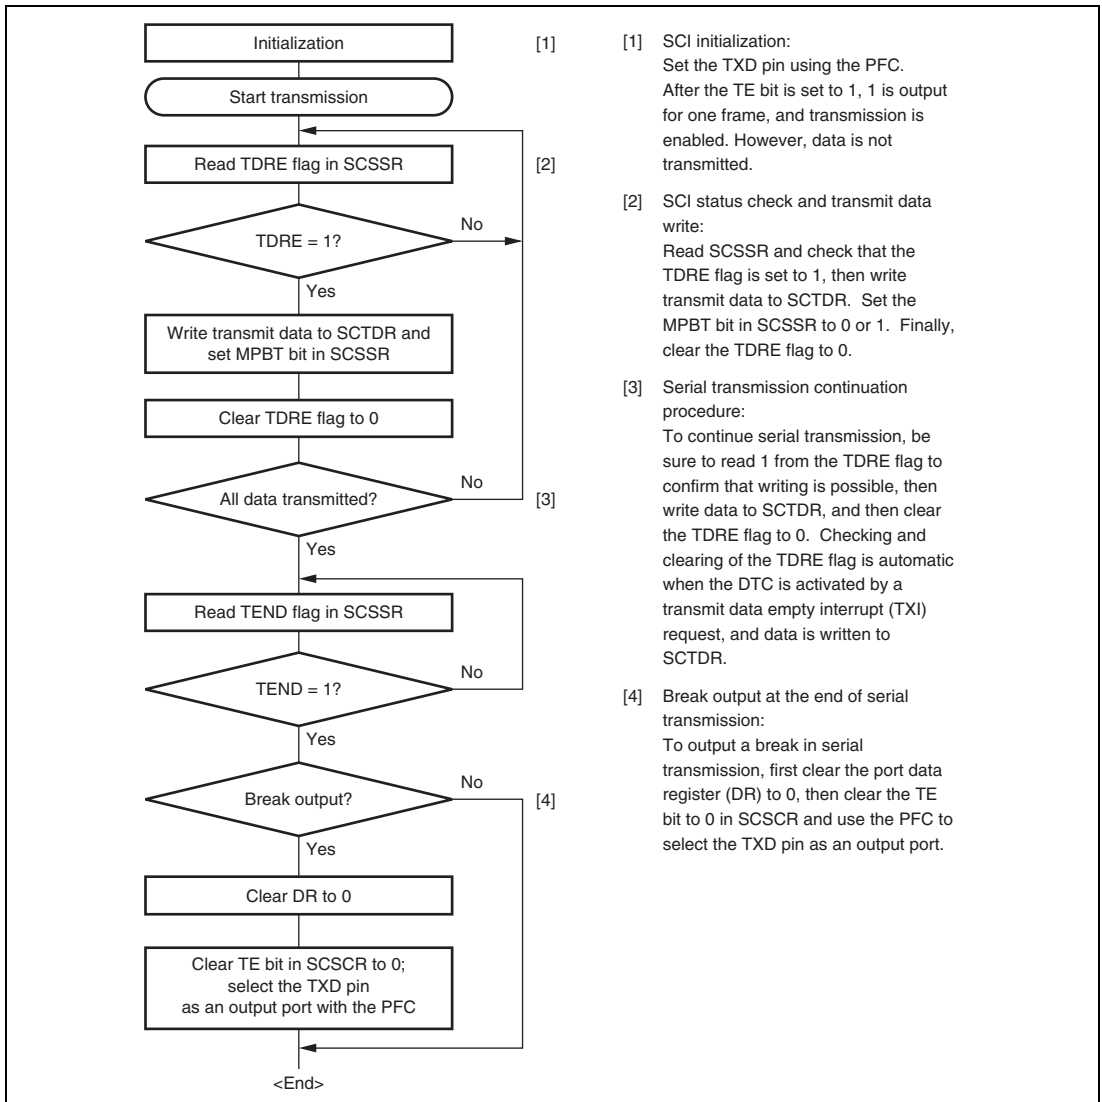 Initialization
[1]
Start transmission
Read TDRE flag in SCSSR
[2]
No
TDRE = 1?
Yes
Write transmit data to SCTDR and
set MPBT bit in SCSSR
Clear TDRE flag to 0
No
All data transmitted?
[3]
Yes
Read TEND flag in SCSSR
No
TEND = 1?
Yes
No
Break output?
[4]
Yes
Clear DR to 0
Clear TE bit in SCSCR to 0;
select the TXD pin
as an output port with the PFC
<End>
[1] SCI initialization:
Set the TXD pin using the PFC.
After the TE bit is set to 1, 1 is output
for one frame, and transmission is
enabled. However, data is not
transmitted.
[2] SCI status check and transmit data
write:
Read SCSSR and check that the
TDRE flag is set to 1, then write
transmit data to SCTDR. Set the
MPBT bit in SCSSR to 0 or 1. Finally,
clear the TDRE flag to 0.
[3] Serial transmission continuation
procedure:
To continue serial transmission, be
sure to read 1 from the TDRE flag to
confirm that writing is possible, then
write data to SCTDR, and then clear
the TDRE flag to 0. Checking and
clearing of the TDRE flag is automatic
when the DTC is activated by a
transmit data empty interrupt (TXI)
request, and data is written to
SCTDR.
[4] Break output at the end of serial
transmission:
To output a break in serial
transmission, first clear the port data
register (DR) to 0, then clear the TE
bit to 0 in SCSCR and use the PFC to
select the TXD pin as an output port.